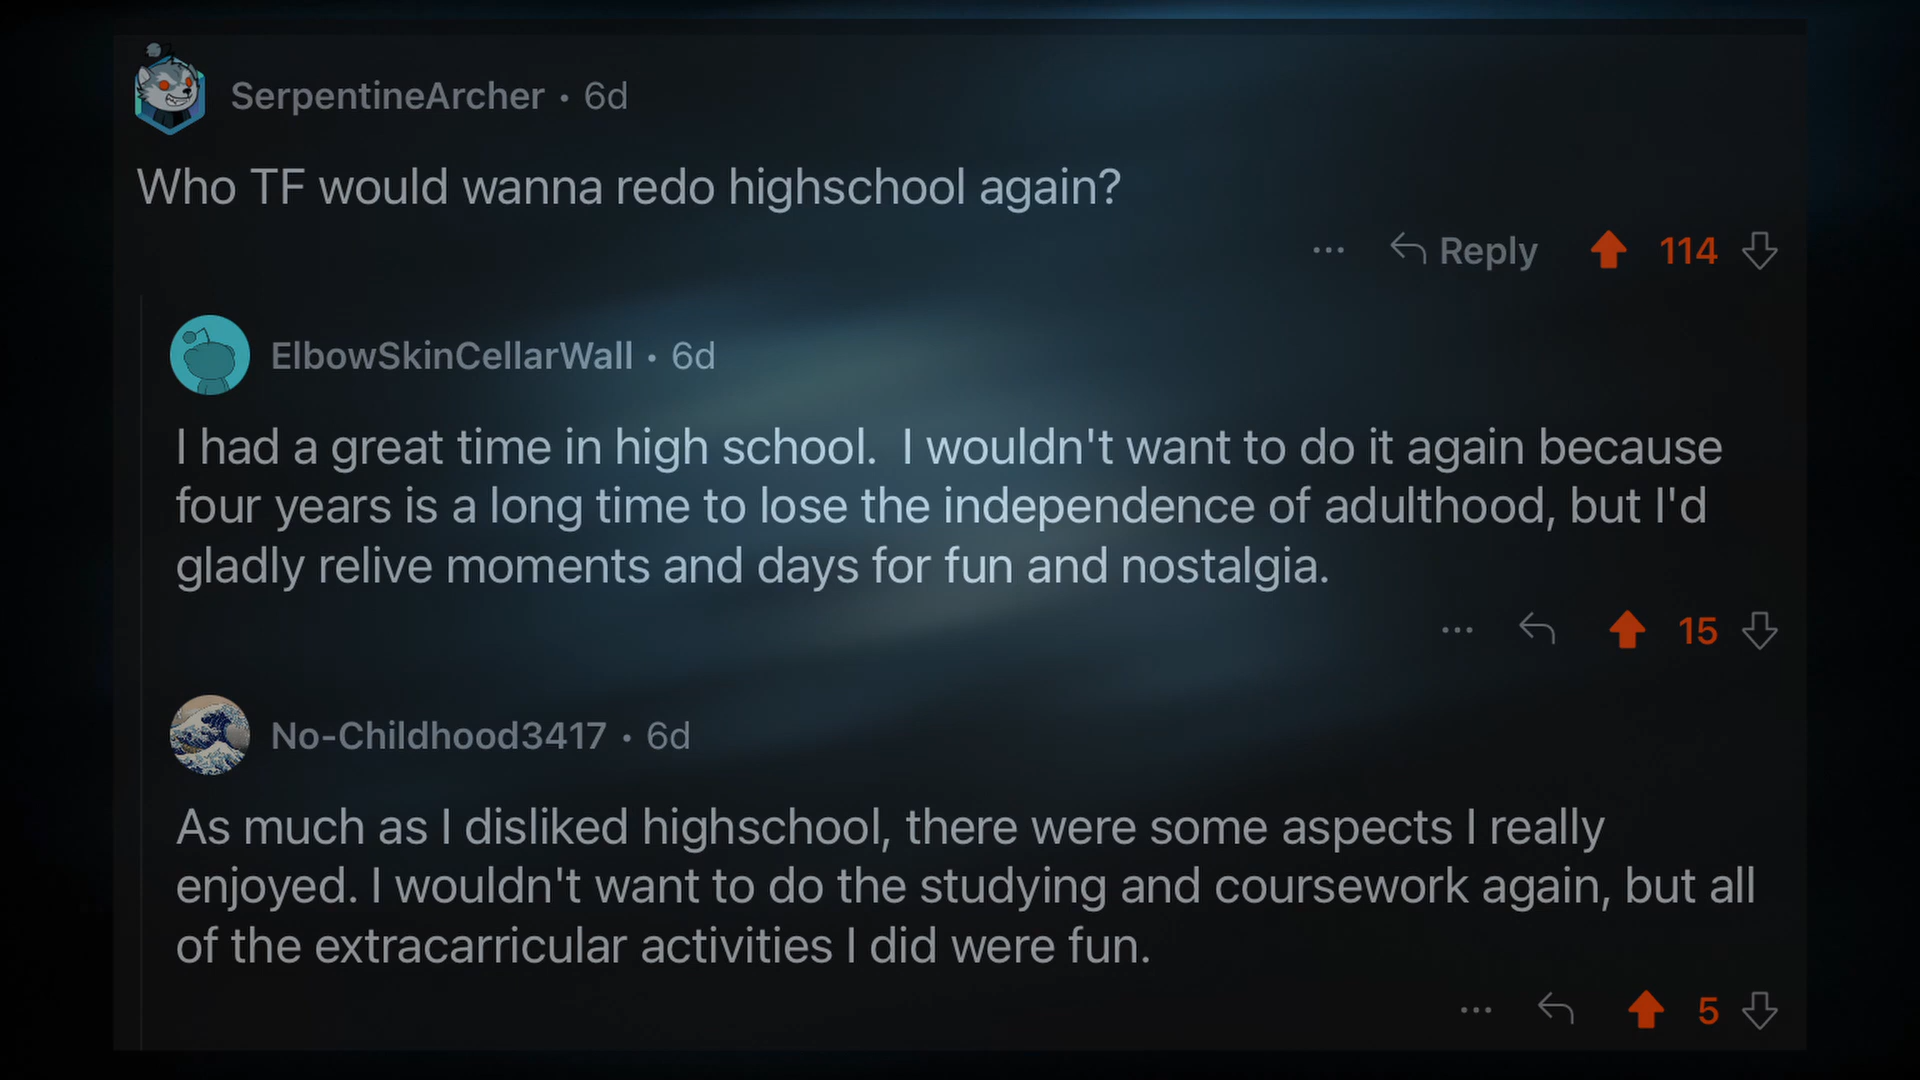 SerpentineArcher • 6d
Who TF would wanna redo highschool again?
... Reply 114
ElbowSkinCellarWall • 6d
I had a great time in high school. I wouldn't want to do it again because
four years is a long time to lose the independence of adulthood, but I'd
gladly relive moments and days for fun and nostalgia.
... 15
No-Childhood3417 • 6d
As much as I disliked highschool, there were some aspects I really
enjoyed. I wouldn't want to do the studying and coursework again, but all
of the extracarricular activities I did were fun.
... 5